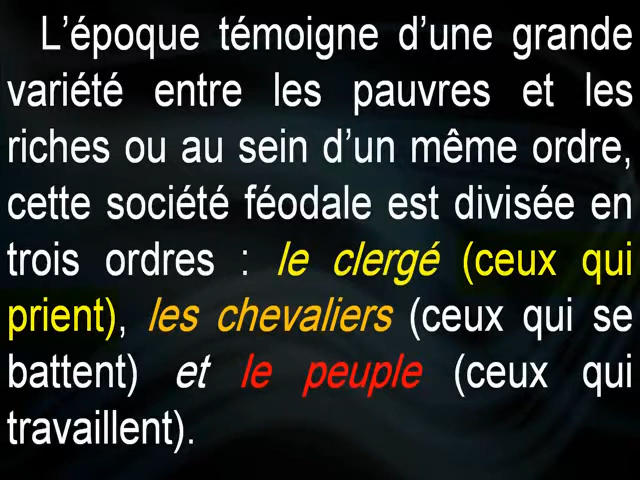 L’époque témoigne d’une grande
variété entre les pauvres et les
riches ou au sein d’un même ordre,
cette société féodale est divisée en
trois ordres : le clergé (ceux qui
prient), les chevaliers (ceux qui se
battent) et le peuple (ceux qui
travaillent).